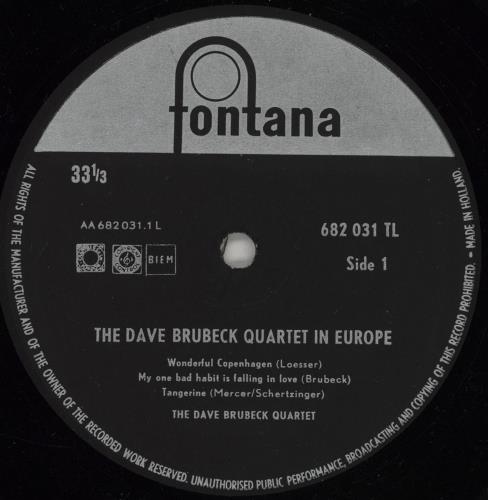 fontana
33 1/3
AA 682 031.1 L
682 031 TL
BIEM
Side 1
THE DAVE BRUBECK QUARTET IN EUROPE
Wonderful Copenhagen (Loesser)
My one bad habit is falling in love (Brubeck)
Tangerine (Mercer/Schertzinger)
THE DAVE BRUBECK QUARTET
ALL RIGHTS OF THE MANUFACTURER AND OF THE OWNER OF THE RECORDED WORK RESERVED. UNAUTHORISED PUBLIC PERFORMANCE, BROADCASTING AND COPYING OF THIS RECORD PROHIBITED. • MADE IN HOLLAND.